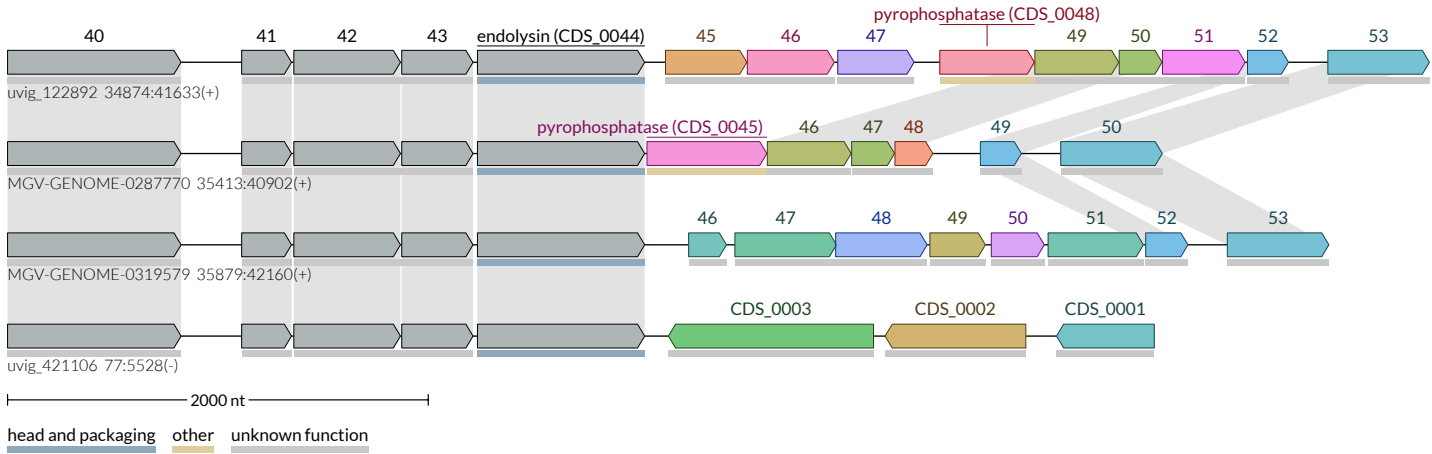 pyrophosphatase (CDS_0048)
40 41 42 43 endolysin (CDS_0044) 45 46 47 49 50 51 52 53
uvig_122892 34874:41633(+)
pyrophosphatase (CDS_0045) 46 47 48 49 50
MGV-GENOME-0287770 35413:40902(+)
46 47 48 49 50 51 52 53
MGV-GENOME-0319579 35879:42160(+)
CDS_0003 CDS_0002 CDS_0001
uvig_421106 77:5528(-)
2000 nt
head and packaging other unknown function